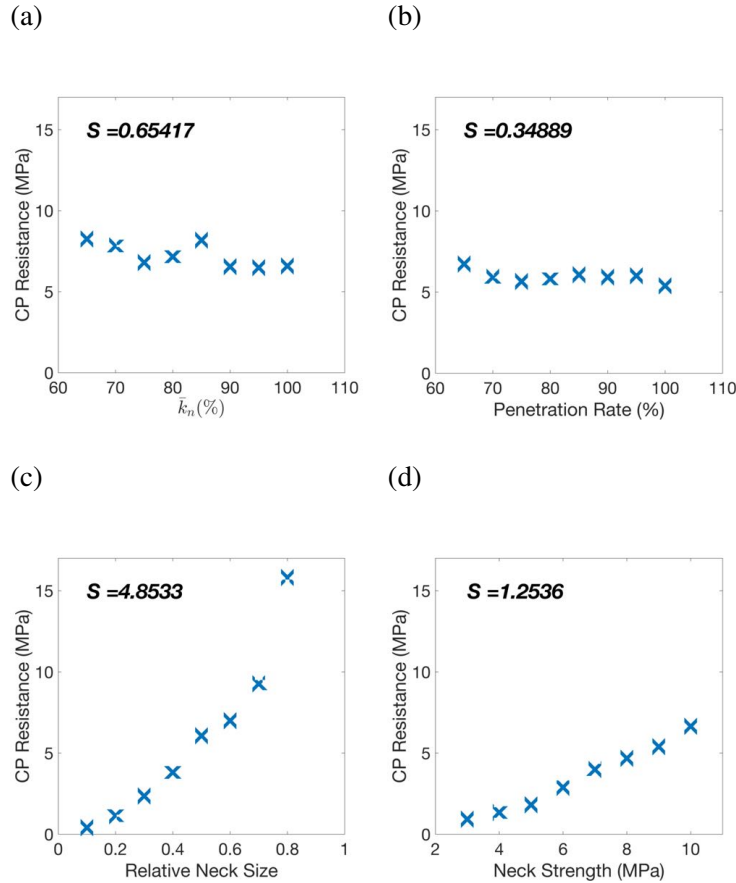 (a)
(b)
S =0.65417
CP Resistance (MPa)
15
10
5
0
60 70 80 90 100 110
k̄ₙ(%)
S =0.34889
CP Resistance (MPa)
15
10
5
0
60 70 80 90 100 110
Penetration Rate (%)
(c)
(d)
S =4.8533
CP Resistance (MPa)
15
10
5
0
0 0.2 0.4 0.6 0.8 1
Relative Neck Size
S =1.2536
CP Resistance (MPa)
15
10
5
0
2 4 6 8 10
Neck Strength (MPa)